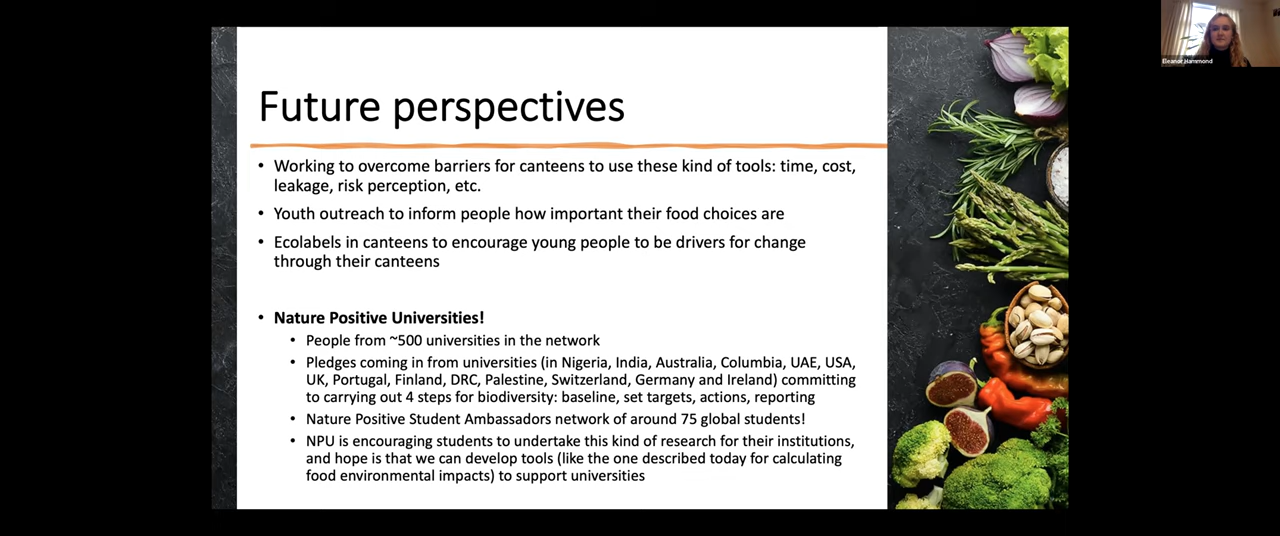 Future perspectives
• Working to overcome barriers for canteens to use these kind of tools: time, cost,
leakage, risk perception, etc.
• Youth outreach to inform people how important their food choices are
• Ecolabels in canteens to encourage young people to be drivers for change
through their canteens
• Nature Positive Universities!
• People from ~500 universities in the network
• Pledges coming in from universities (in Nigeria, India, Australia, Columbia, UAE, USA,
UK, Portugal, Finland, DRC, Palestine, Switzerland, Germany and Ireland) committing
to carrying out 4 steps for biodiversity: baseline, set targets, actions, reporting
• Nature Positive Student Ambassadors network of around 75 global students!
• NPU is encouraging students to undertake this kind of research for their institutions,
and hope is that we can develop tools (like the one described today for calculating
food environmental impacts) to support universities
Eleanor Hammond